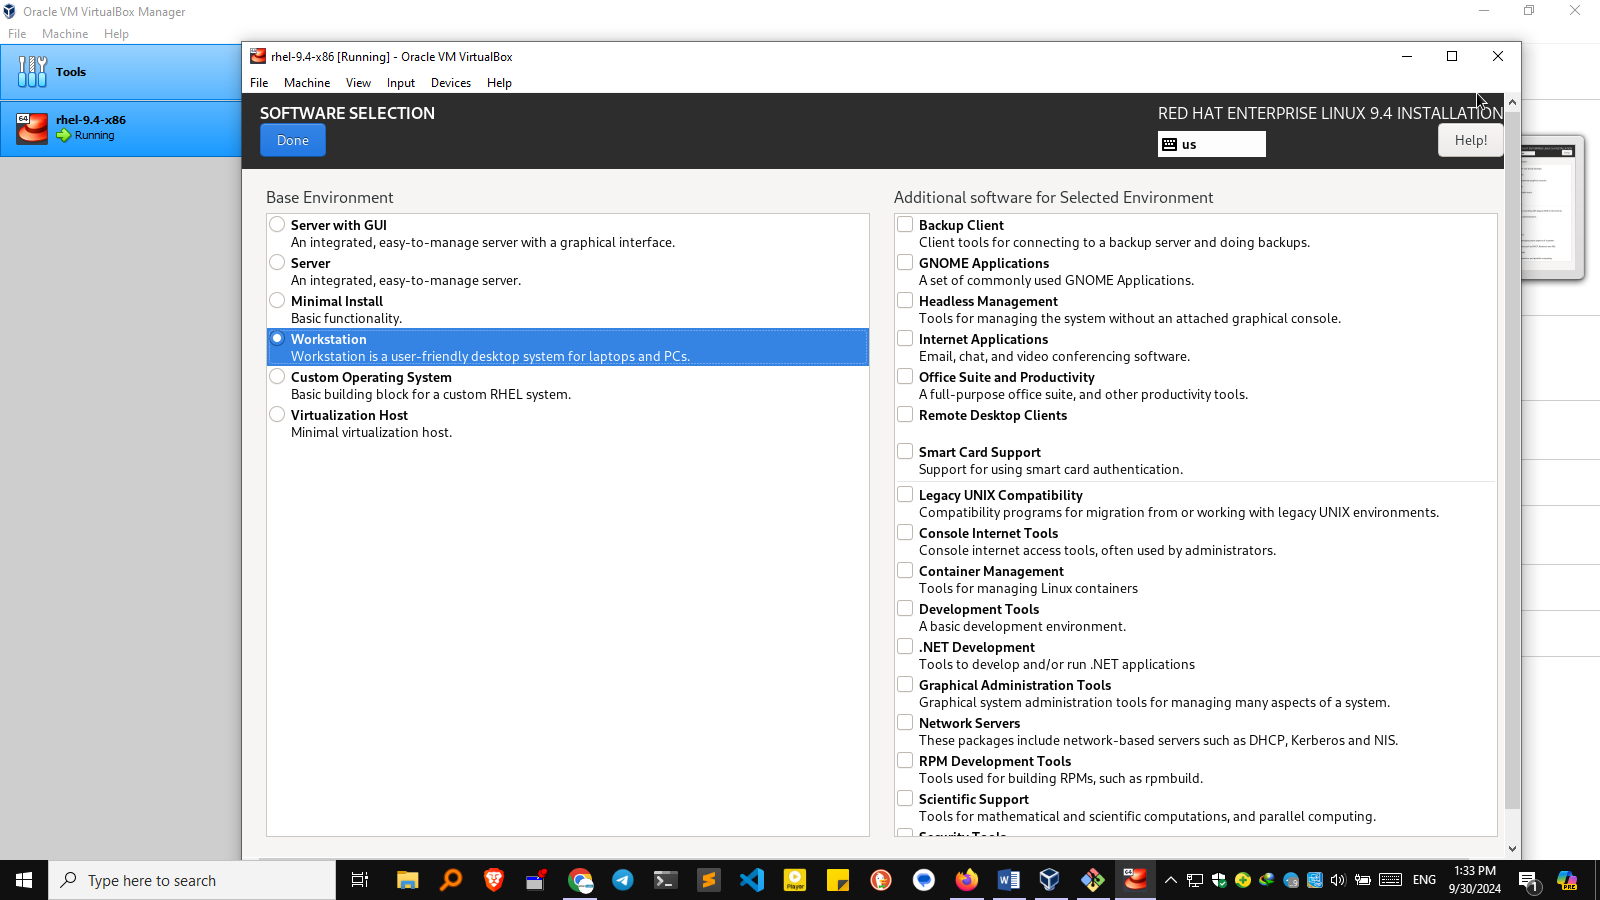 Oracle VM VirtualBox Manager
File Machine Help
Tools
64
rhel-9.4-x86
Running
rhel-9.4-x86 [Running] - Oracle VM VirtualBox
File Machine View Input Devices Help
SOFTWARE SELECTION
RED HAT ENTERPRISE LINUX 9.4 INSTALLATION
Done
us
Help!
Base Environment
Server with GUI
An integrated, easy-to-manage server with a graphical interface.
Server
An integrated, easy-to-manage server.
Minimal Install
Basic functionality.
Workstation
Workstation is a user-friendly desktop system for laptops and PCs.
Custom Operating System
Basic building block for a custom RHEL system.
Virtualization Host
Minimal virtualization host.
Additional software for Selected Environment
Backup Client
Client tools for connecting to a backup server and doing backups.
GNOME Applications
A set of commonly used GNOME Applications.
Headless Management
Tools for managing the system without an attached graphical console.
Internet Applications
Email, chat, and video conferencing software.
Office Suite and Productivity
A full-purpose office suite, and other productivity tools.
Remote Desktop Clients
Smart Card Support
Support for using smart card authentication.
Legacy UNIX Compatibility
Compatibility programs for migration from or working with legacy UNIX environments.
Console Internet Tools
Console internet access tools, often used by administrators.
Container Management
Tools for managing Linux containers
Development Tools
A basic development environment.
.NET Development
Tools to develop and/or run .NET applications
Graphical Administration Tools
Graphical system administration tools for managing many aspects of a system.
Network Servers
These packages include network-based servers such as DHCP, Kerberos and NIS.
RPM Development Tools
Tools used for building RPMs, such as rpmbuild.
Scientific Support
Tools for mathematical and scientific computations, and parallel computing.
Security Tools
Type here to search
Player
ENG
1:33 PM
9/30/2024
1
PRE